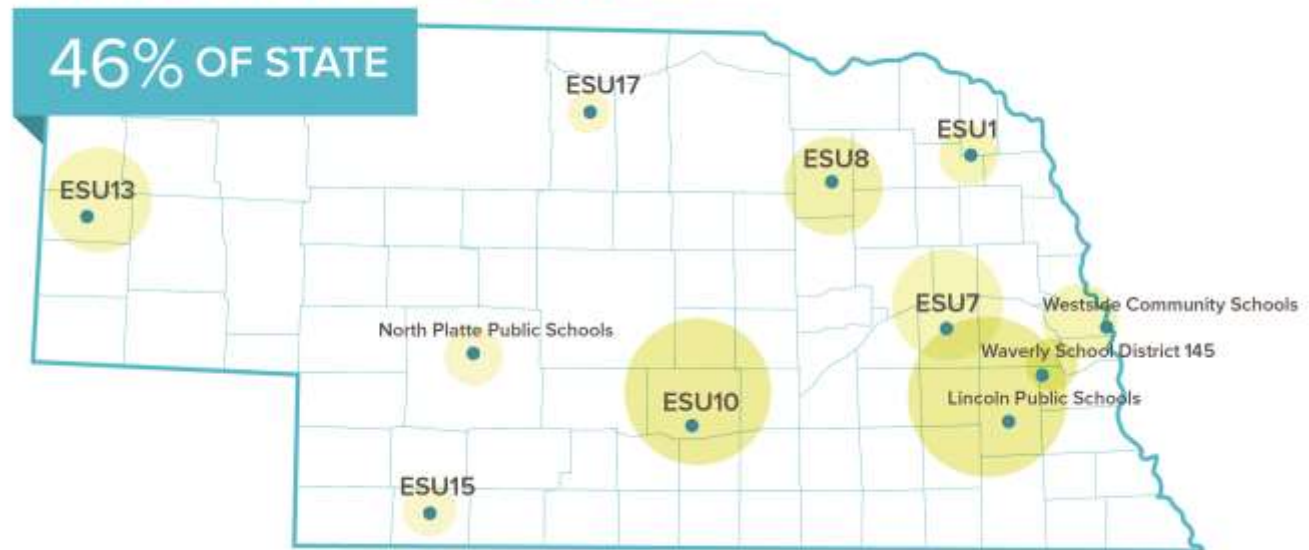 46% OF STATE
ESU17
ESU1
ESU8
ESU13
ESU7
Westside Community Schools
North Platte Public Schools
Waverly School District 145
ESU10
Lincoln Public Schools
ESU15